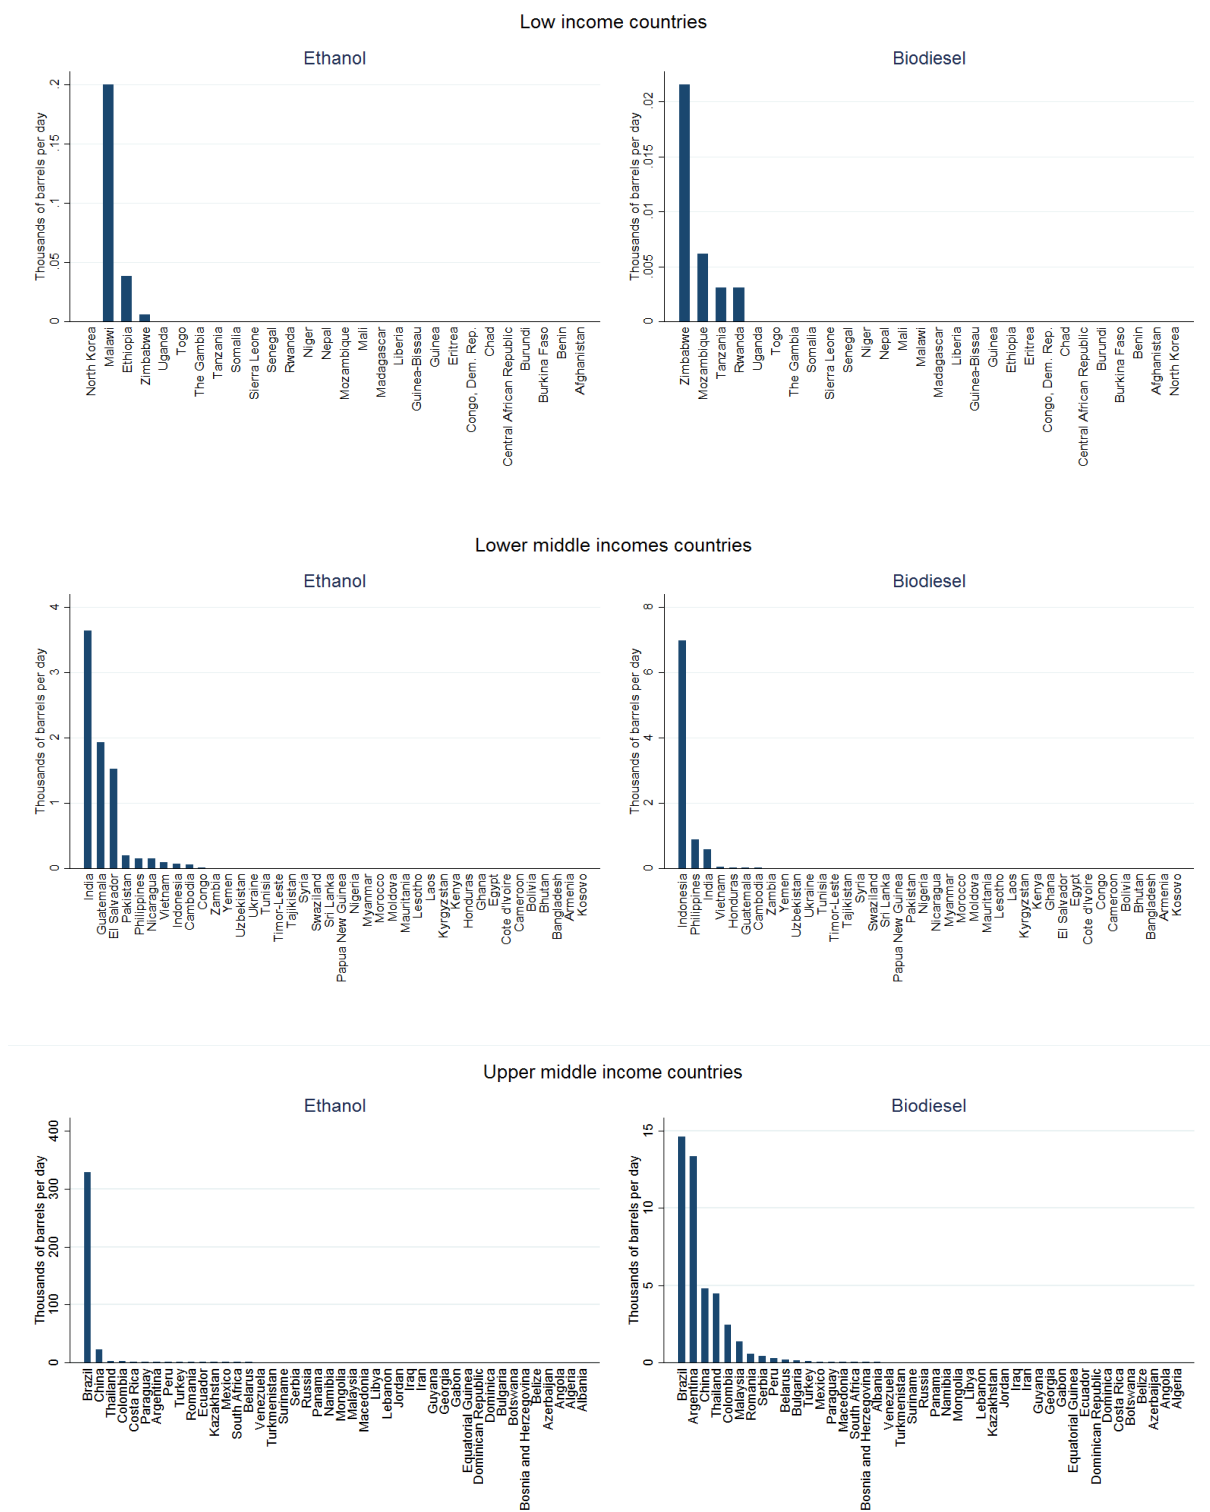 Low income countries
Ethanol
Thousands of barrels per day
.2
.15
.1
.05
0
North Korea
Malawi
Ethiopia
Zimbabwe
Uganda
Togo
The Gambia
Tanzania
Somalia
Sierra Leone
Senegal
Rwanda
Niger
Nepal
Mozambique
Mali
Madagascar
Liberia
Guinea-Bissau
Guinea
Eritrea
Congo, Dem. Rep.
Chad
Central African Republic
Burundi
Burkina Faso
Benin
Afghanistan
Biodiesel
Thousands of barrels per day
.02
.015
.01
.005
0
Zimbabwe
Mozambique
Tanzania
Rwanda
Uganda
Togo
The Gambia
Somalia
Sierra Leone
Senegal
Niger
Nepal
Mali
Malawi
Madagascar
Liberia
Guinea-Bissau
Guinea
Ethiopia
Eritrea
Congo, Dem. Rep.
Chad
Central African Republic
Burundi
Burkina Faso
Benin
Afghanistan
North Korea
Lower middle incomes countries
Ethanol
Thousands of barrels per day
4
3
2
1
0
India
Guatemala
El Salvador
Pakistan
Philippines
Nicaragua
Vietnam
Indonesia
Cambodia
Congo
Zambia
Yemen
Uzbekistan
Ukraine
Tunisia
Timor-Leste
Tajikistan
Syria
Swaziland
Sri Lanka
Papua New Guinea
Nigeria
Myanmar
Morocco
Moldova
Mauritania
Lesotho
Laos
Kyrgyzstan
Kenya
Honduras
Ghana
Egypt
Cote d'Ivoire
Cameroon
Bolivia
Bhutan
Bangladesh
Armenia
Kosovo
Biodiesel
Thousands of barrels per day
8
6
4
2
0
Indonesia
Philippines
India
Vietnam
Honduras
Guatemala
Cambodia
Zambia
Yemen
Uzbekistan
Ukraine
Tunisia
Timor-Leste
Tajikistan
Syria
Swaziland
Sri Lanka
Papua New Guinea
Pakistan
Nigeria
Nicaragua
Myanmar
Morocco
Moldova
Mauritania
Lesotho
Laos
Kyrgyzstan
Kenya
Ghana
El Salvador
Egypt
Cote d'Ivoire
Congo
Cameroon
Bolivia
Bhutan
Bangladesh
Armenia
Kosovo
Upper middle income countries
Ethanol
Thousands of barrels per day
400
300
200
100
0
Brazil
China
Thailand
Colombia
Costa Rica
Paraguay
Argentina
Peru
Turkey
Romania
Ecuador
Kazakhstan
Mexico
South Africa
Belarus
Venezuela
Turkmenistan
Suriname
Serbia
Russia
Panama
Namibia
Mongolia
Malaysia
Macedonia
Libya
Lebanon
Jordan
Iraq
Iran
Guyana
Georgia
Gabon
Equatorial Guinea
Dominican Republic
Dominica
Bulgaria
Botswana
Bosnia and Herzegovina
Belize
Azerbaijan
Angola
Algeria
Albania
Biodiesel
Thousands of barrels per day
15
10
5
0
Brazil
Argentina
China
Thailand
Colombia
Malaysia
Romania
Serbia
Peru
Belarus
Bulgaria
Turkey
Mexico
Paraguay
Macedonia
South Africa
Bosnia and Herzegovina
Albania
Venezuela
Turkmenistan
Suriname
Russia
Panama
Namibia
Mongolia
Libya
Lebanon
Kazakhstan
Jordan
Iraq
Iran
Guyana
Georgia
Gabon
Equatorial Guinea
Ecuador
Dominican Republic
Dominica
Costa Rica
Botswana
Belize
Azerbaijan
Angola
Algeria